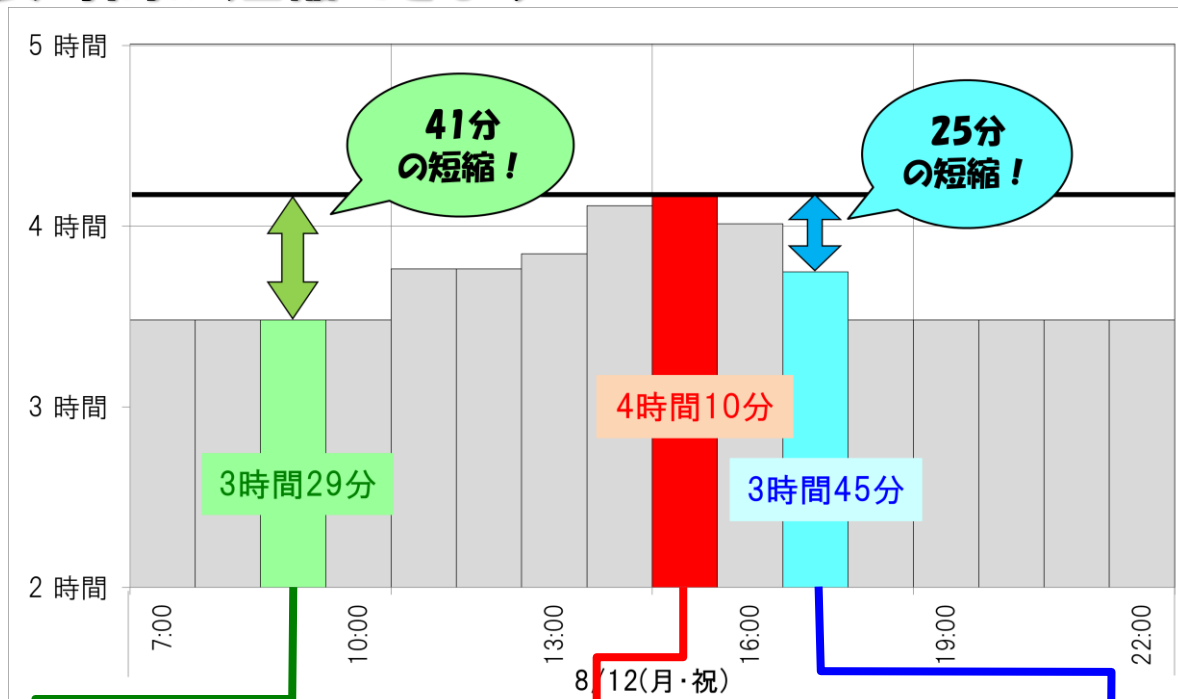 5 時間
41分
の短縮！
25分
の短縮！
4 時間
3 時間
4時間10分
3時間29分
3時間45分
2 時間
7:00
10:00
13:00
16:00
19:00
22:00
8/12(月・祝)